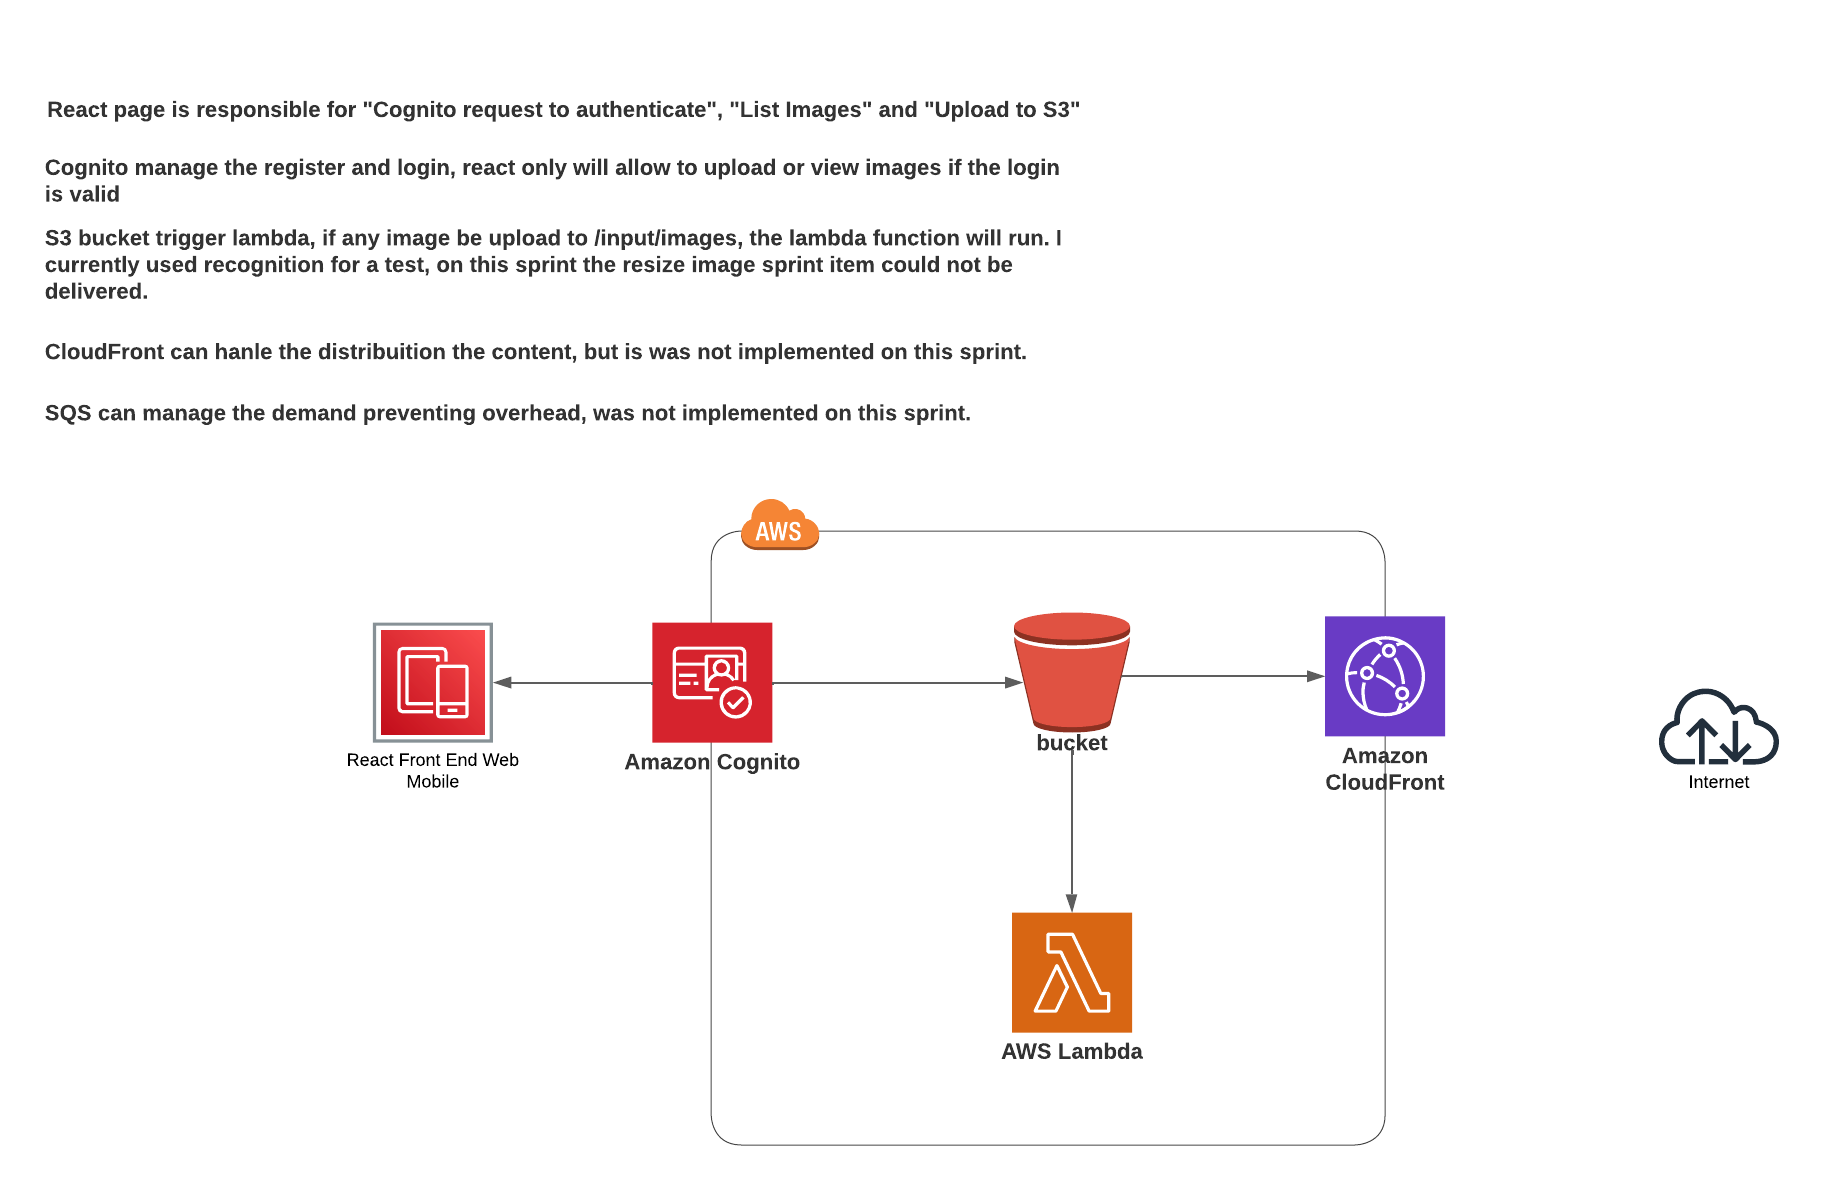 React page is responsible for "Cognito request to authenticate", "List Images" and "Upload to S3"
Cognito manage the register and login, react only will allow to upload or view images if the login
is valid
S3 bucket trigger lambda, if any image be upload to /input/images, the lambda function will run. I
currently used recognition for a test, on this sprint the resize image sprint item could not be
delivered.
CloudFront can hanle the distribuition the content, but is was not implemented on this sprint.
SQS can manage the demand preventing overhead, was not implemented on this sprint.
AWS
React Front End Web
Mobile
Amazon Cognito
bucket
Amazon
CloudFront
Internet
AWS Lambda